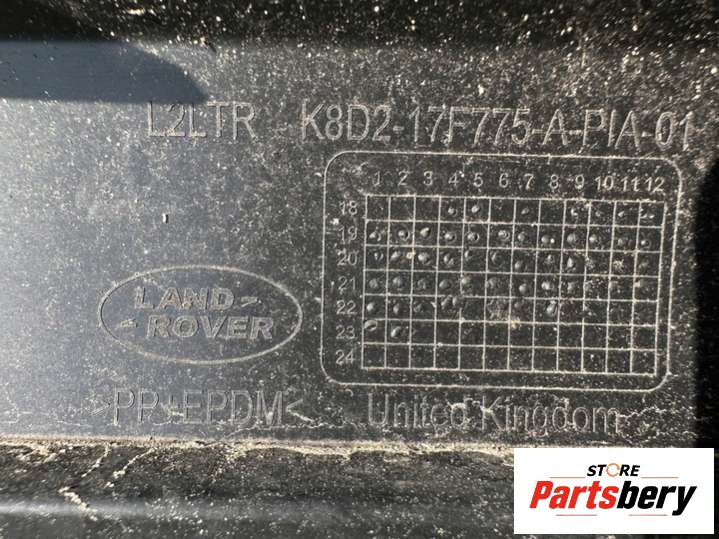 L2LTR K8D2-17F775-A-PIA-01
1 2 3 4 5 6 7 8 9 10 11 12
18
19
20
21
22
23
24
LAND
ROVER
>PP+EPDM<
United Kingdom
STORE
Partsbery